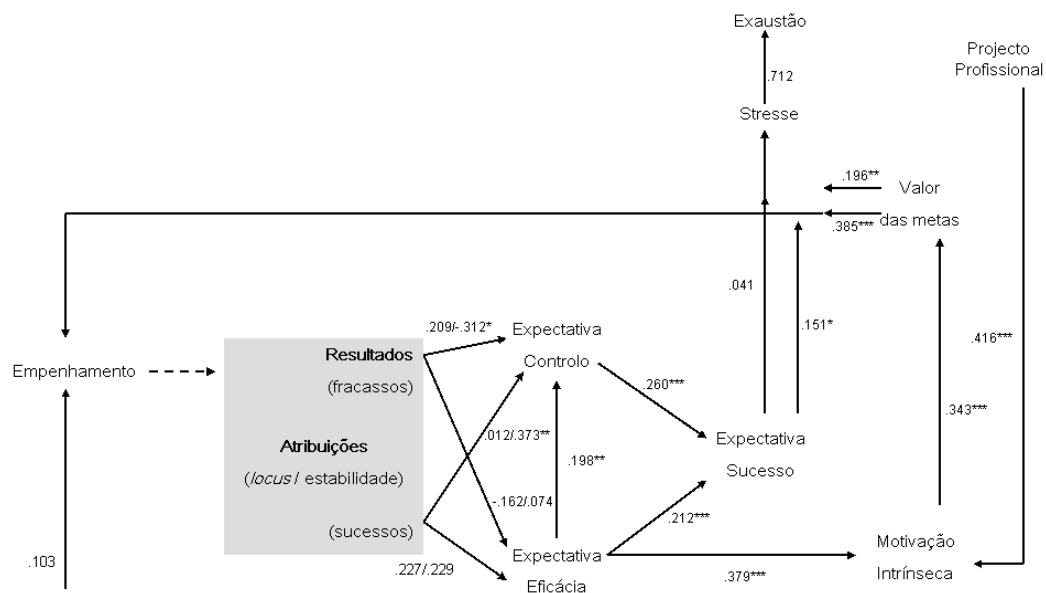 Exaustão
Projecto
Profissional
.712
Stresse
.196**
Valor
das metas
.385***
.041
.151*
.416***
.209/-.312*
Expectativa
Controlo
Resultados
(fracassos)
Empenhamento
.260***
.343***
Atribuições
(locus / estabilidade)
.012/.373**
.198**
Expectativa
Sucesso
-.162/.074
.212***
(sucessos)
Expectativa
Eficácia
.227/.229
.379***
Motivação
Intrínseca
.103